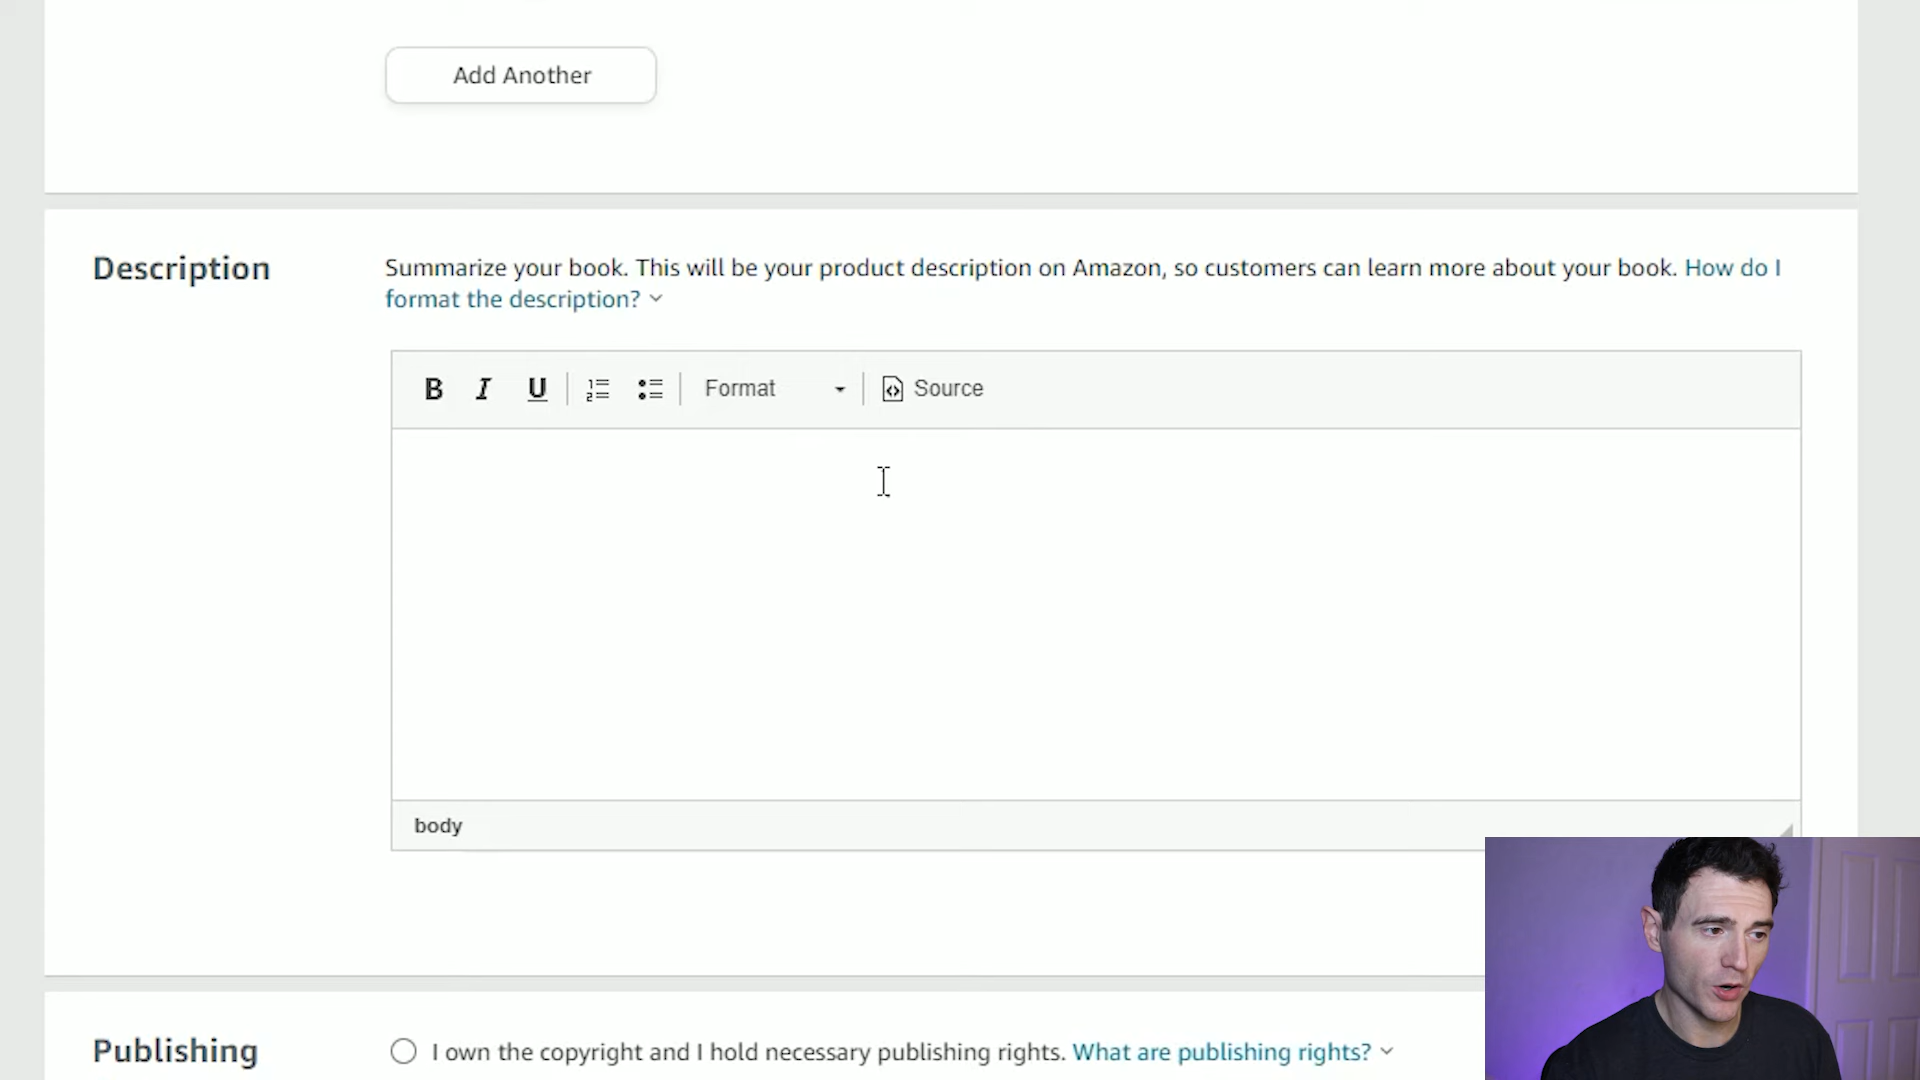 Add Another
Description
Summarize your book. This will be your product description on Amazon, so customers can learn more about your book. How do I
format the description?
B I U Format Source
body
Publishing
I own the copyright and I hold necessary publishing rights. What are publishing rights?